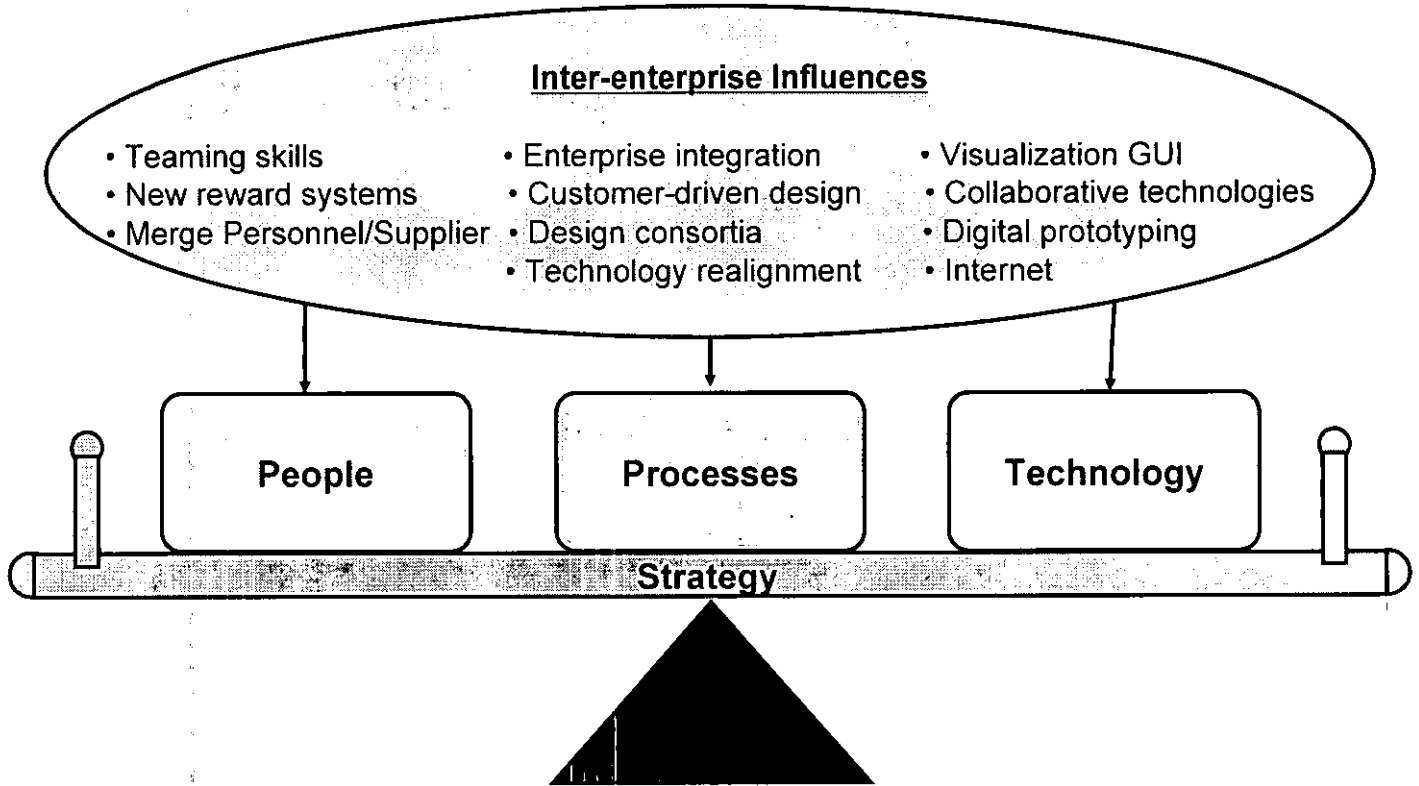 Inter-enterprise Influences
• Teaming skills
• New reward systems
• Merge Personnel/Supplier
• Enterprise integration
• Customer-driven design
• Design consortia
• Technology realignment
• Visualization GUI
• Collaborative technologies
• Digital prototyping
• Internet
People
Processes
Technology
Strategy